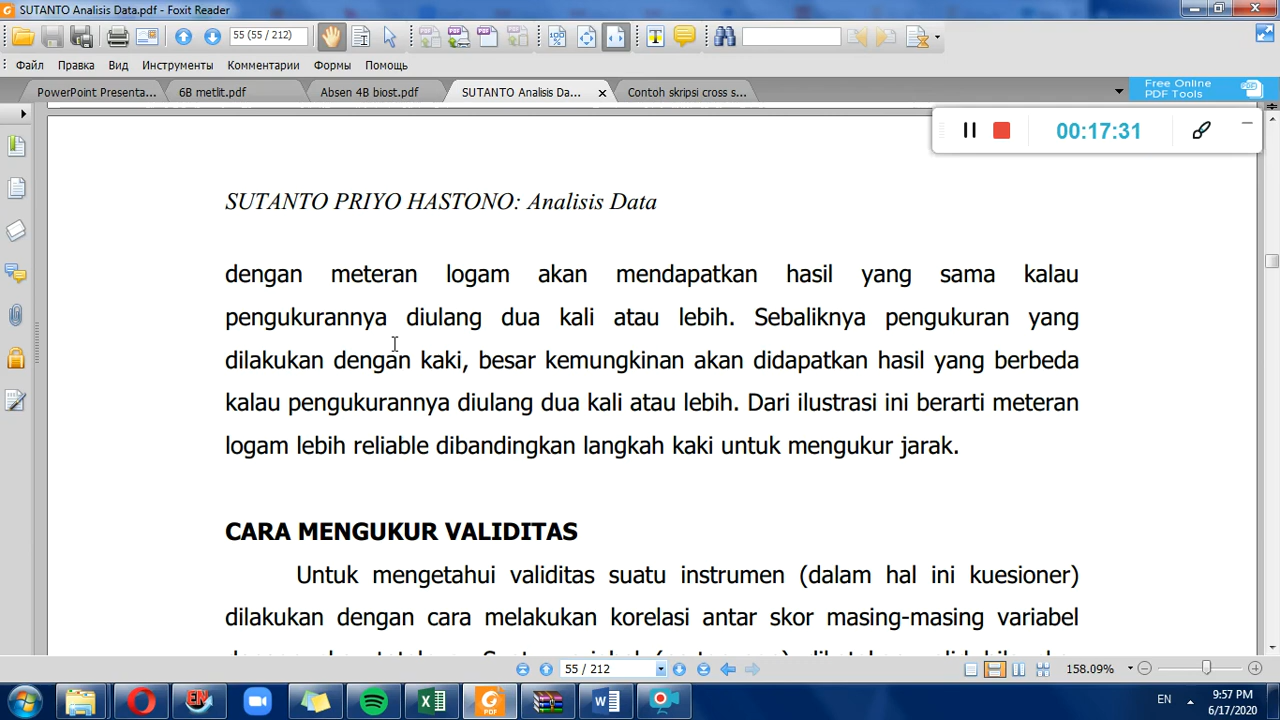 SUTANTO Analisis Data.pdf - Foxit Reader
55 (55 / 212)
Файл Правка Вид Инструменты Комментарии Формы Помощь
PowerPoint Presenta... 6B metlit.pdf Absen 4B biost.pdf SUTANTO Analisis Da... Contoh skripsi cross s...
Free Online
PDF Tools
00:17:31
SUTANTO PRIYO HASTONO: Analisis Data
dengan meteran logam akan mendapatkan hasil yang sama kalau
pengukurannya diulang dua kali atau lebih. Sebaliknya pengukuran yang
dilakukan dengan kaki, besar kemungkinan akan didapatkan hasil yang berbeda
kalau pengukurannya diulang dua kali atau lebih. Dari ilustrasi ini berarti meteran
logam lebih reliable dibandingkan langkah kaki untuk mengukur jarak.
CARA MENGUKUR VALIDITAS
Untuk mengetahui validitas suatu instrumen (dalam hal ini kuesioner)
dilakukan dengan cara melakukan korelasi antar skor masing-masing variabel
55 / 212
158.09%
EN
9:57 PM
6/17/2020